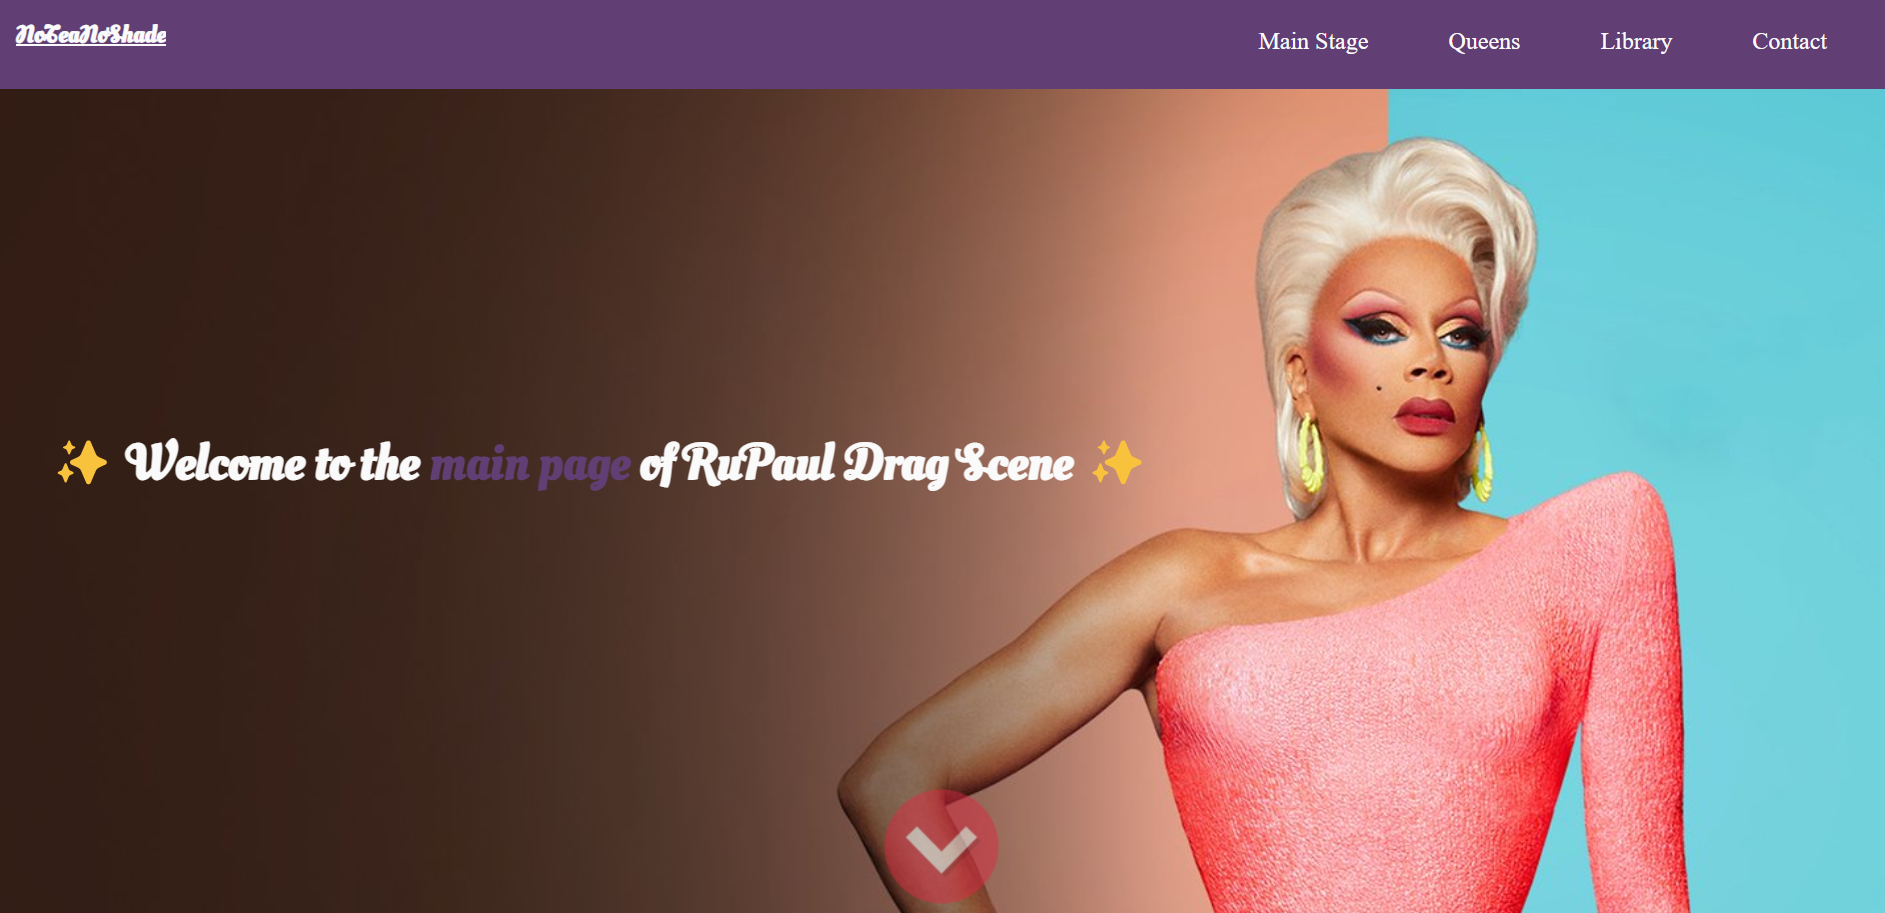 NoTeaNoShade
Main Stage
Queens
Library
Contact
✨ Welcome to the main page of RuPaul Drag Scene ✨